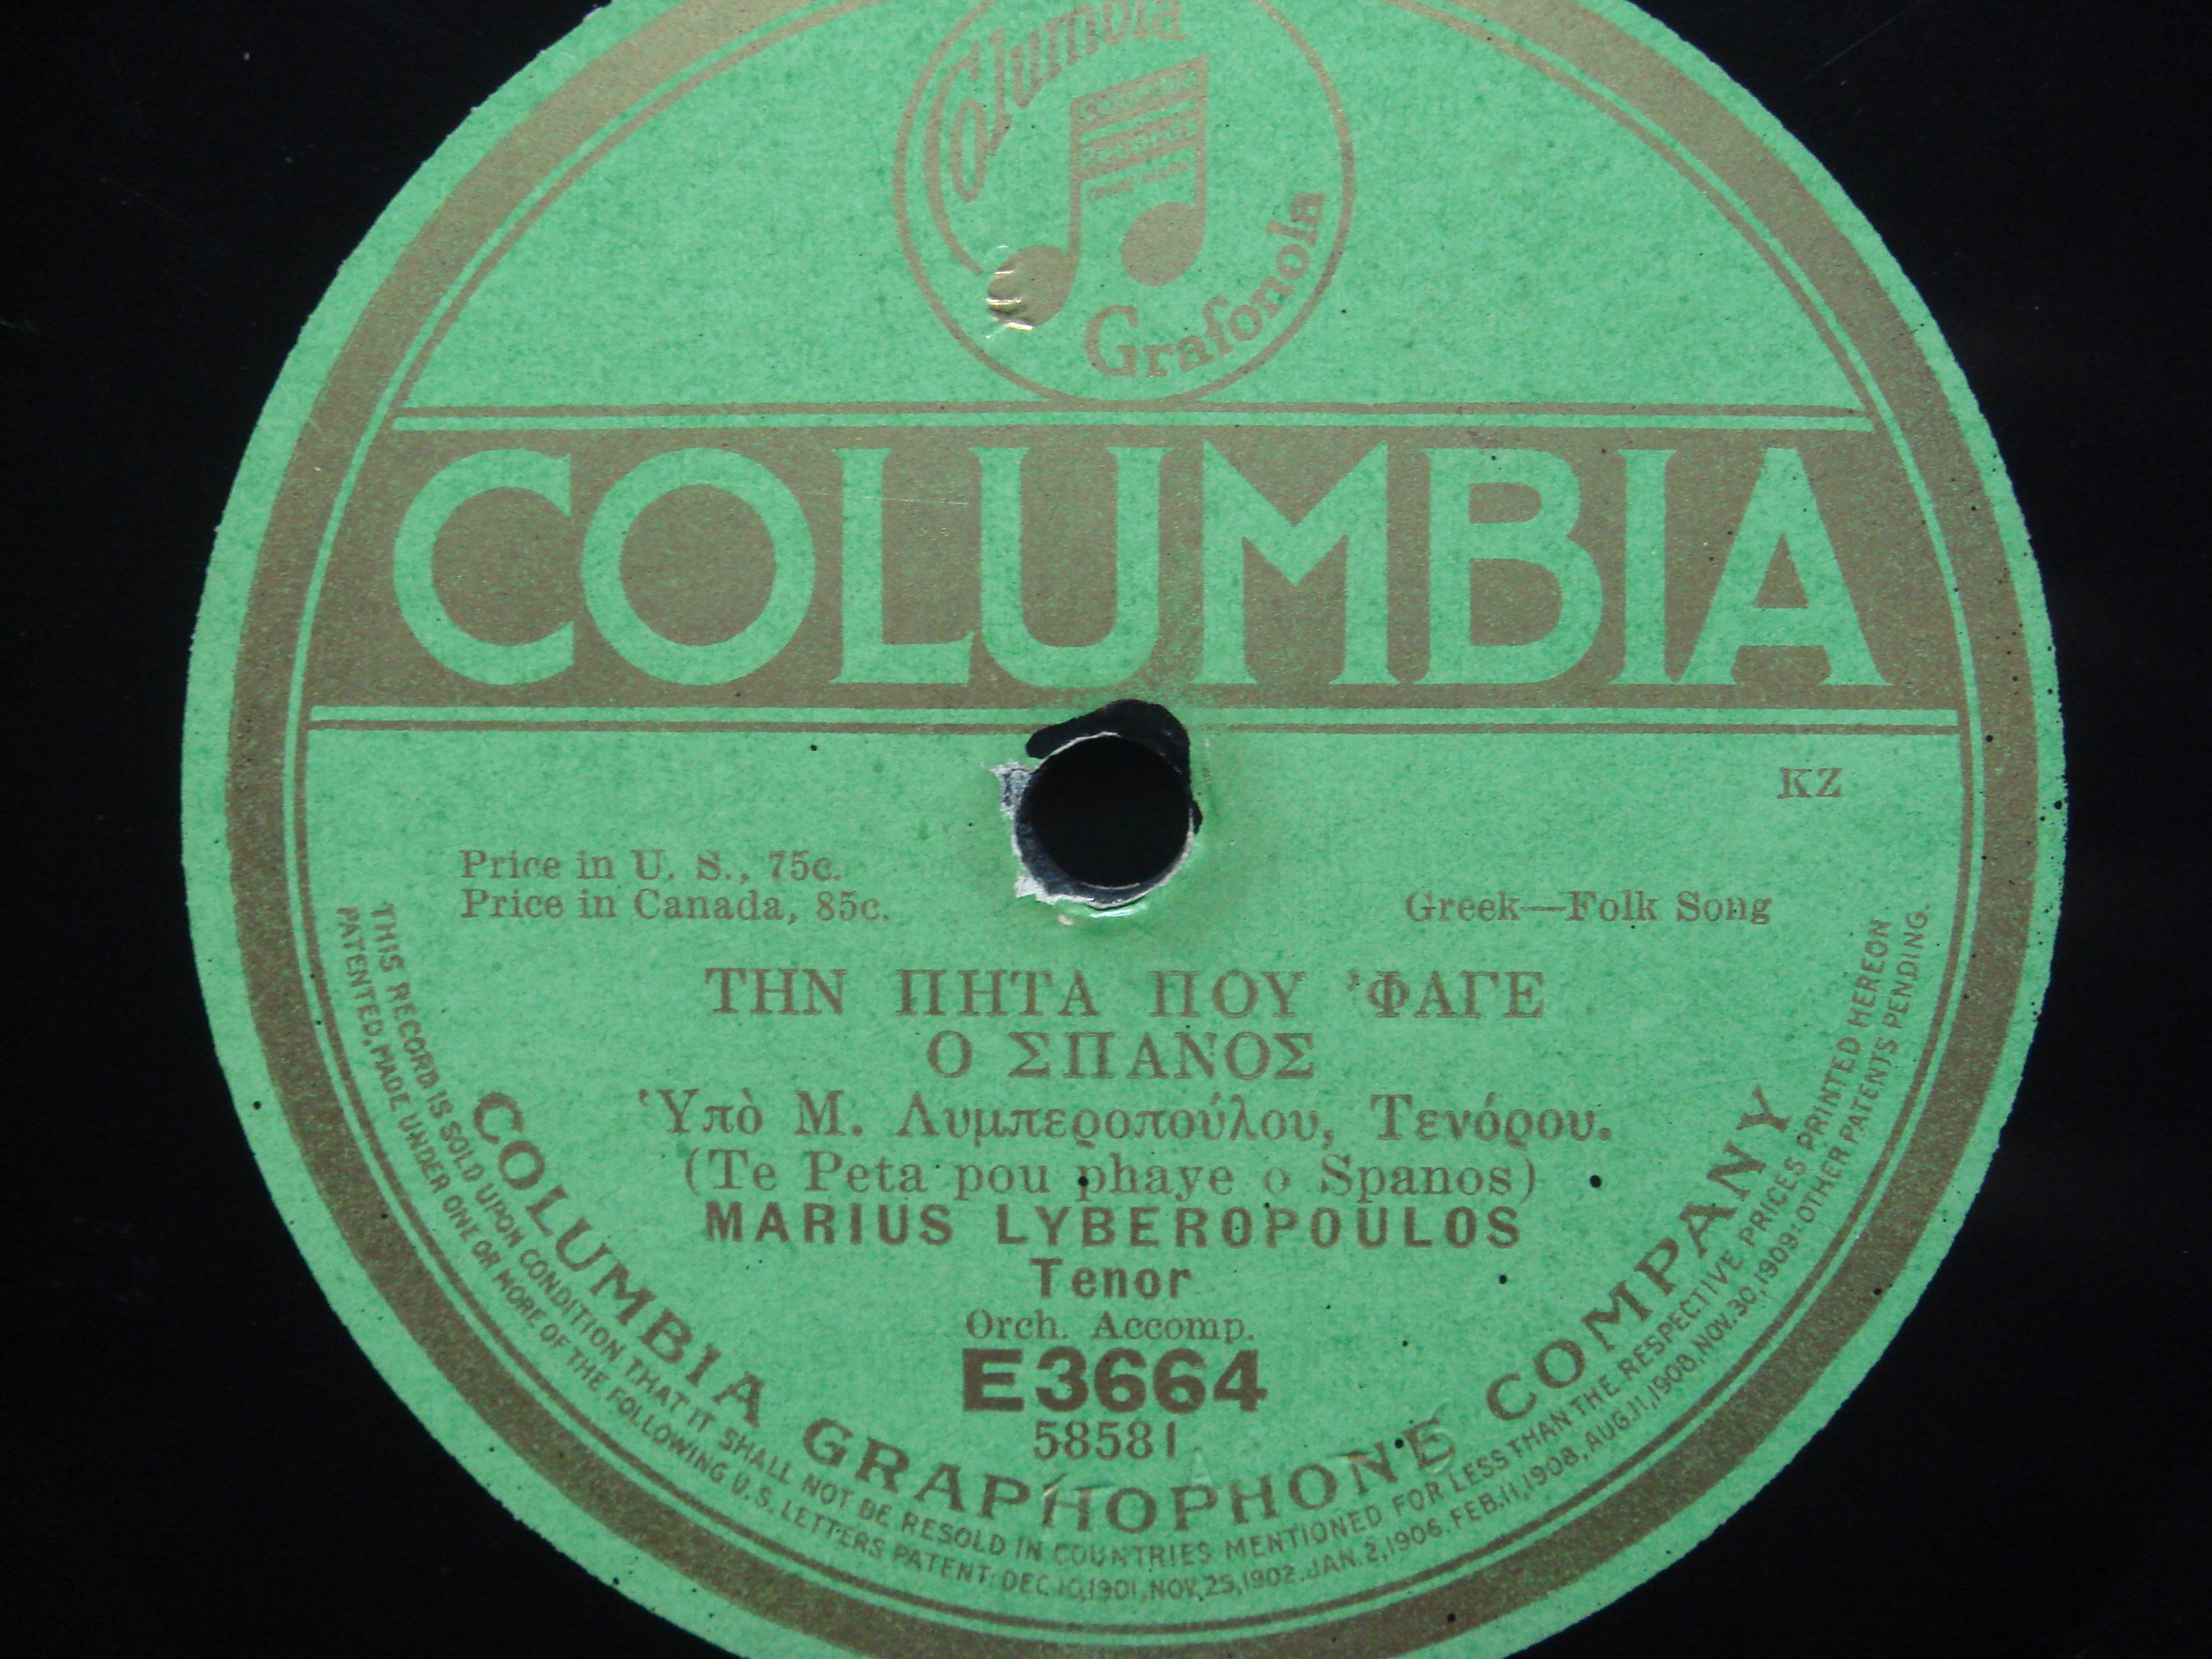 Columbia
Grafonola
COLUMBIA
KZ
Price in U. S., 75c.
Price in Canada, 85c.
Greek—Folk Song
ΤΗΝ ΠΗΤΑ ΠΟΥ ᾽ΦΑΓΕ
Ο ΣΠΑΝΟΣ
Ὑπὸ Μ. Λυμπεροπούλου, Τενόρου.
(Te Peta pou phaye o Spanos)
MARIUS LYBEROPOULOS
Tenor
Orch. Accomp.
E3664
58581
COLUMBIA GRAPHOPHONE COMPANY
THIS RECORD IS SOLD UPON CONDITION THAT IT SHALL NOT BE RESOLD IN COUNTRIES MENTIONED FOR LESS THAN THE RESPECTIVE PRICES PRINTED HEREON.
PATENTED, MADE UNDER ONE OR MORE OF THE FOLLOWING U.S. LETTERS PATENT: DEC.10,1901, NOV.25,1902. JAN.2,1906. FEB.11,1908, AUG.11,1908, NOV.30,1909: OTHER PATENTS PENDING.